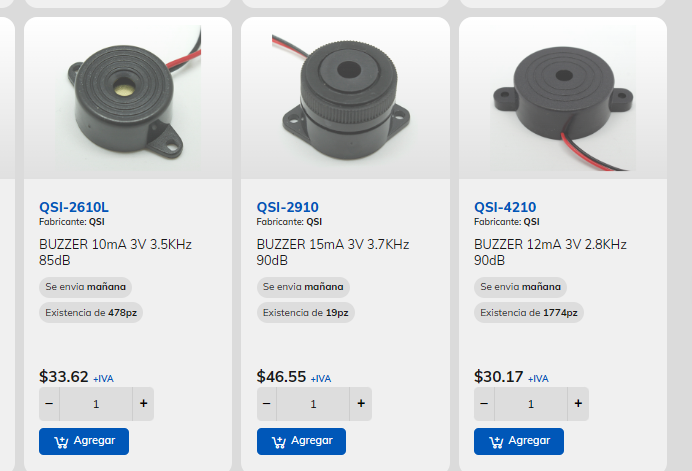 QSI-2610L
Fabricante: QSI
BUZZER 10mA 3V 3.5KHz
85dB
Se envia mañana
Existencia de 478pz
$33.62 +IVA
− 1 +
Agregar
QSI-2910
Fabricante: QSI
BUZZER 15mA 3V 3.7KHz
90dB
Se envia mañana
Existencia de 19pz
$46.55 +IVA
− 1 +
Agregar
QSI-4210
Fabricante: QSI
BUZZER 12mA 3V 2.8KHz
90dB
Se envia mañana
Existencia de 1774pz
$30.17 +IVA
− 1 +
Agregar